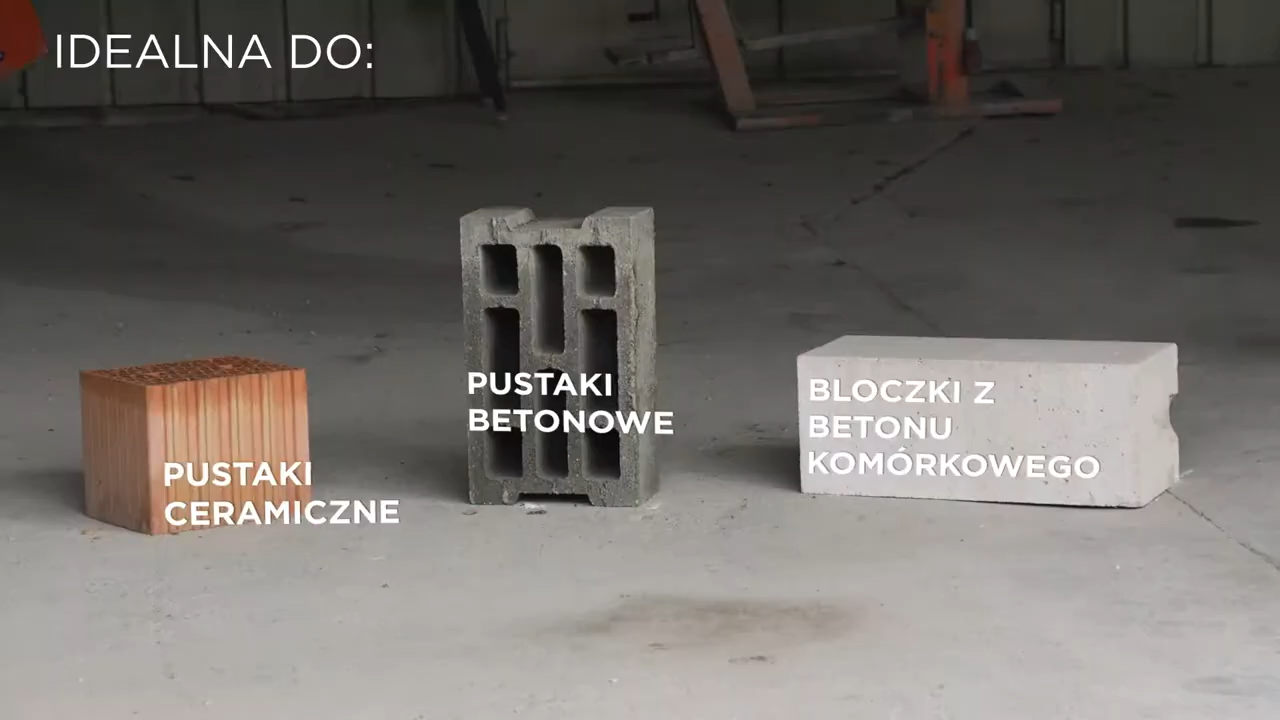 IDEALNA DO:
PUSTAKI
CERAMICZNE
PUSTAKI
BETONOWE
BLOCZKI Z
BETONU
KOMÓRKOWEGO